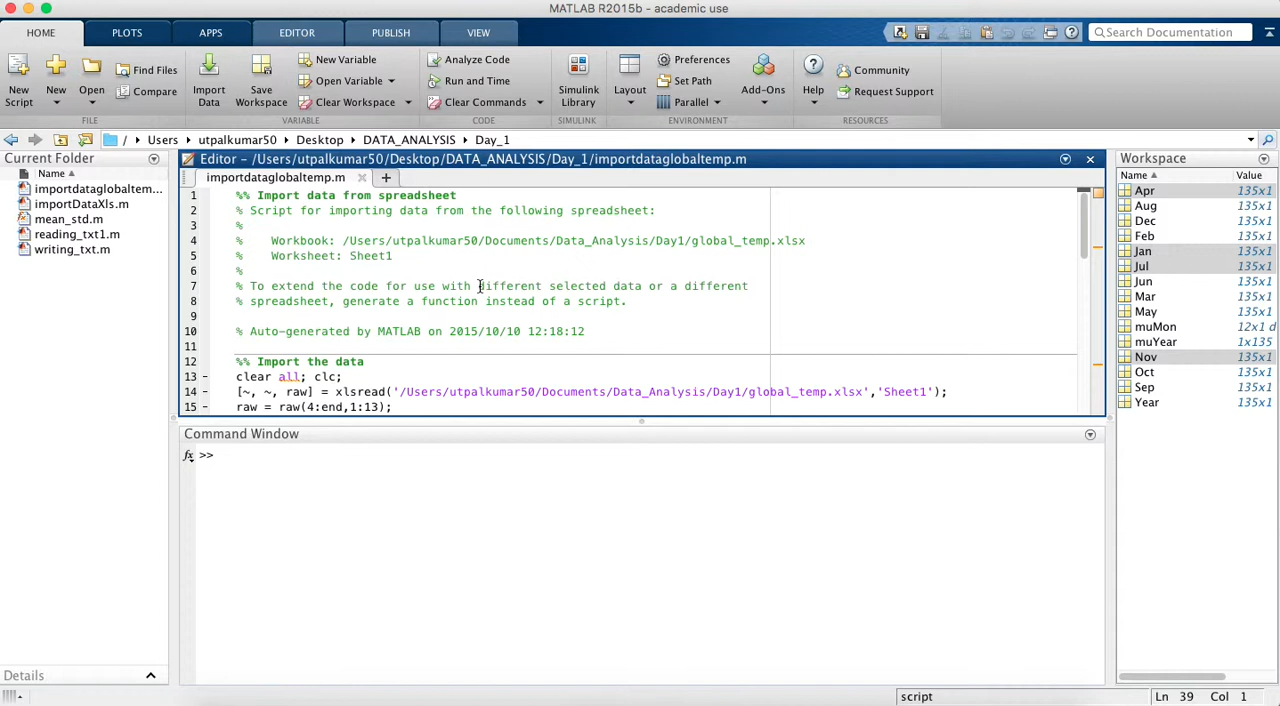 MATLAB R2015b - academic use
HOME PLOTS APPS EDITOR PUBLISH VIEW Search Documentation
New Script New Open Find Files Compare Import Data Save Workspace New Variable Open Variable Clear Workspace Analyze Code Run and Time Clear Commands Simulink Library Layout Preferences Set Path Parallel Add-Ons Help Community Request Support
FILE VARIABLE CODE SIMULINK ENVIRONMENT RESOURCES
/ Users utpalkumar50 Desktop DATA_ANALYSIS Day_1
Current Folder
Name
importdataglobaltem...
importDataXls.m
mean_std.m
reading_txt1.m
writing_txt.m
Details
Editor - /Users/utpalkumar50/Desktop/DATA_ANALYSIS/Day_1/importdataglobaltemp.m
importdataglobaltemp.m
1 %% Import data from spreadsheet
2 % Script for importing data from the following spreadsheet:
3 %
4 % Workbook: /Users/utpalkumar50/Documents/Data_Analysis/Day1/global_temp.xlsx
5 % Worksheet: Sheet1
6 %
7 % To extend the code for use with different selected data or a different
8 % spreadsheet, generate a function instead of a script.
9
10 % Auto-generated by MATLAB on 2015/10/10 12:18:12
11
12 %% Import the data
13 - clear all; clc;
14 - [~, ~, raw] = xlsread('/Users/utpalkumar50/Documents/Data_Analysis/Day1/global_temp.xlsx','Sheet1');
15 - raw = raw(4:end,1:13);
Command Window
fx >>
Workspace
Name Value
Apr 135x1
Aug 135x1
Dec 135x1
Feb 135x1
Jan 135x1
Jul 135x1
Jun 135x1
Mar 135x1
May 135x1
muMon 12x1 d
muYear 1x135
Nov 135x1
Oct 135x1
Sep 135x1
Year 135x1
script Ln 39 Col 1